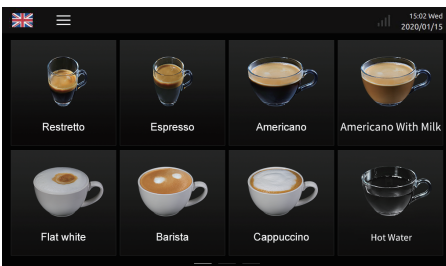 15:02 Wed
2020/01/15
Restretto
Espresso
Americano
Americano With Milk
Flat white
Barista
Cappuccino
Hot Water